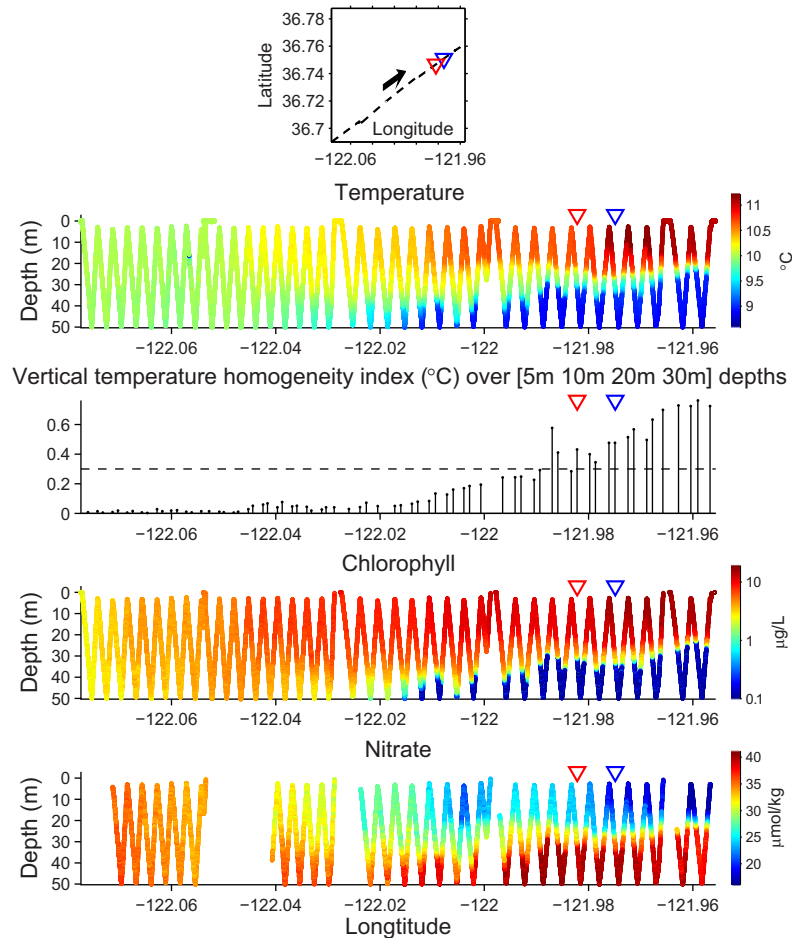 36.78
36.76
36.74
36.72
36.7
Latitude
Longitude
−122.06 −121.96
Temperature
0
10
20
30
40
50
Depth (m)
−122.06 −122.04 −122.02 −122 −121.98 −121.96
11
10.5
10
9.5
9
°C
Vertical temperature homogeneity index (°C) over [5m 10m 20m 30m] depths
0.6
0.4
0.2
0
−122.06 −122.04 −122.02 −122 −121.98 −121.96
Chlorophyll
0
10
20
30
40
50
Depth (m)
−122.06 −122.04 −122.02 −122 −121.98 −121.96
10
1
0.1
µg/L
Nitrate
0
10
20
30
40
50
Depth (m)
−122.06 −122.04 −122.02 −122 −121.98 −121.96
40
35
30
25
20
µmol/kg
Longtitude